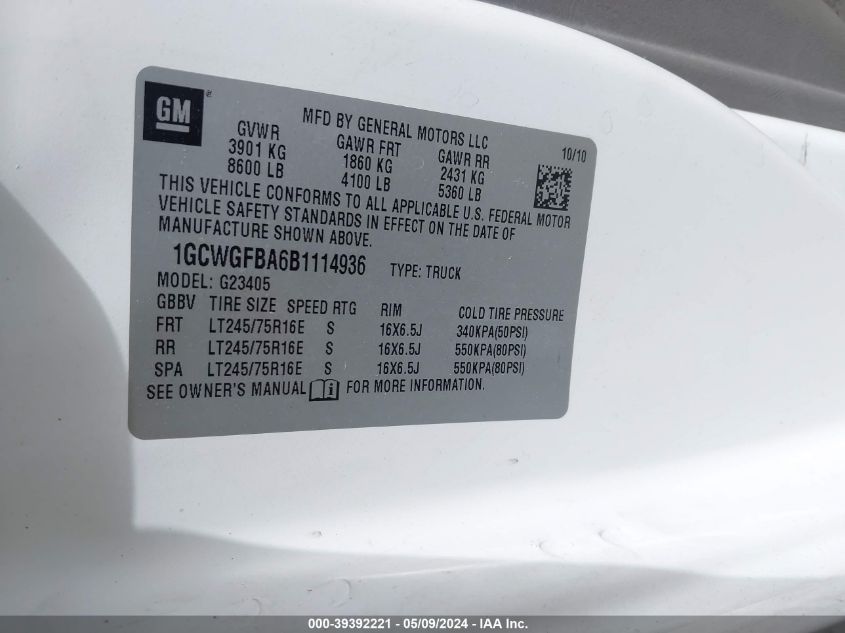 GM
MFD BY GENERAL MOTORS LLC 10/10
GVWR GAWR FRT GAWR RR
3901 KG 1860 KG 2431 KG
8600 LB 4100 LB 5360 LB
THIS VEHICLE CONFORMS TO ALL APPLICABLE U.S. FEDERAL MOTOR
VEHICLE SAFETY STANDARDS IN EFFECT ON THE DATE OF
MANUFACTURE SHOWN ABOVE.
1GCWGFBA6B1114936 TYPE: TRUCK
MODEL: G23405
GBBV TIRE SIZE SPEED RTG RIM COLD TIRE PRESSURE
FRT LT245/75R16E S 16X6.5J 340KPA(50PSI)
RR LT245/75R16E S 16X6.5J 550KPA(80PSI)
SPA LT245/75R16E S 16X6.5J 550KPA(80PSI)
SEE OWNER'S MANUAL i FOR MORE INFORMATION.
000-39392221 - 05/09/2024 - IAA Inc.